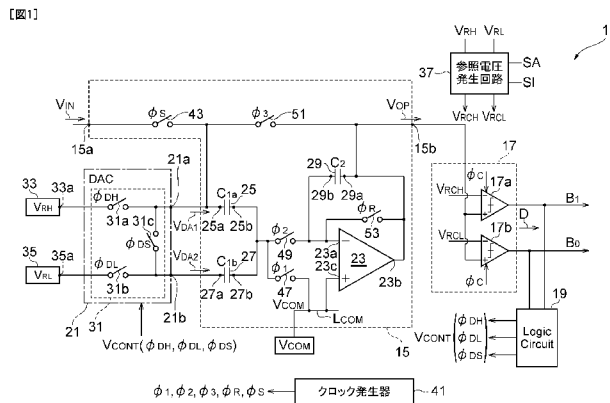 [図1]
1
VRH VRL
37
参照電圧
発生回路
SA
SI
VRCH VRCL
VIN
15a
φS
43
φ3
51
VOP
15b
17
DAC
21a
33
33a
VRH
φDH
31a
31c
φDS
VDA1
C1a
25
25a 25b
29
C2
29b 29a
φR
53
φC
17a
VRCH
VRCL
17b
φC
D
B1
B0
35
35a
VRL
φDL
31b
VDA2
C1b
27
27a 27b
21b
φ2
49
φ1
47
23a
23
23c
23b
VCOM
LCOM
VCOM
15
21
31
VCONT(φDH, φDL, φDS)
19
Logic
Circuit
VCONT
φDH
φDL
φDS
φ1, φ2, φ3, φR, φS
クロック発生器
41